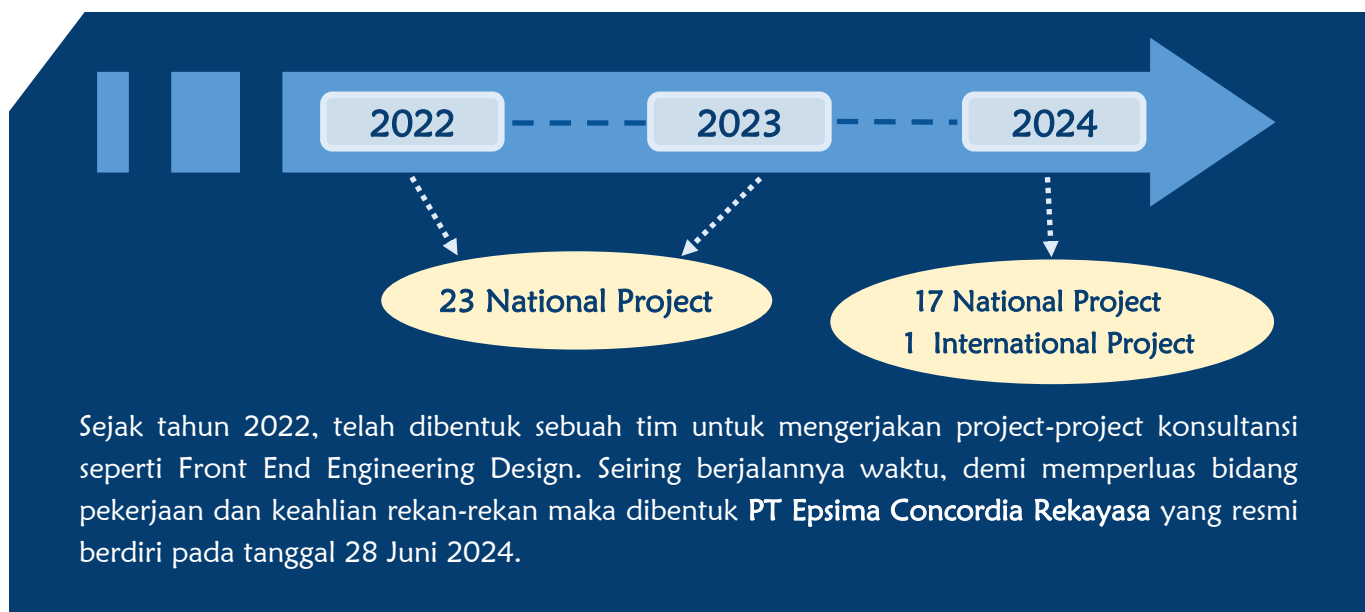 2022
2023
2024
23 National Project
17 National Project
1 International Project
Sejak tahun 2022, telah dibentuk sebuah tim untuk mengerjakan project-project konsultansi
seperti Front End Engineering Design. Seiring berjalannya waktu, demi memperluas bidang
pekerjaan dan keahlian rekan-rekan maka dibentuk PT Epsima Concordia Rekayasa yang resmi
berdiri pada tanggal 28 Juni 2024.